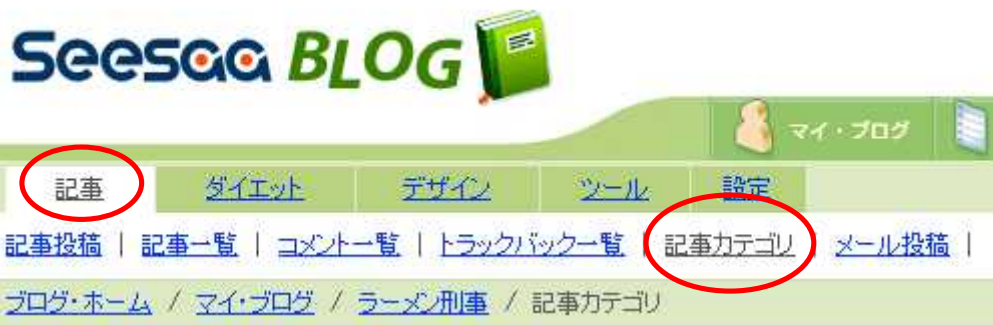 Seesaa BLOG
マイ・ブログ
記事 ダイエット デザイン ツール 設定
記事投稿 | 記事一覧 | コメント一覧 | トラックバック一覧 | 記事カテゴリ | メール投稿 |
ブログ・ホーム / マイ・ブログ / ラーメン刑事 / 記事カテゴリ